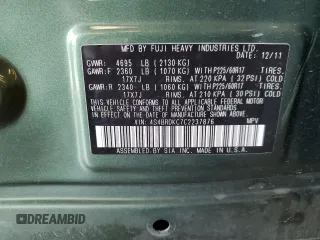 MFD. BY FUJI HEAVY INDUSTRIES LTD. 12/11
GVWR: 4695 LB (2130 KG)
GAWR:F 2360 LB (1070 KG) WITH P225/60R17 TIRES.
17X7J RIMS. AT 220 KPA (32 PSI) COLD
GAWR:R 2340 LB (1060 KG) WITH P225/60R17 TIRES.
17X7J RIMS. AT 210 KPA (30 PSI) COLD
THIS VEHICLE CONFORMS TO ALL APPLICABLE FEDERAL MOTOR
VEHICLE SAFETY AND THEFT PREVENTION STANDARDS
IN EFFECT ON THE DATE OF MANUFACTURE SHOWN ABOVE.
VIN: 4S4BRDKC7C2237876 MPV
ASSEMBLED BY SIA INC. MADE IN U.S.A.
© DREAMBID
DREAMBID.COM